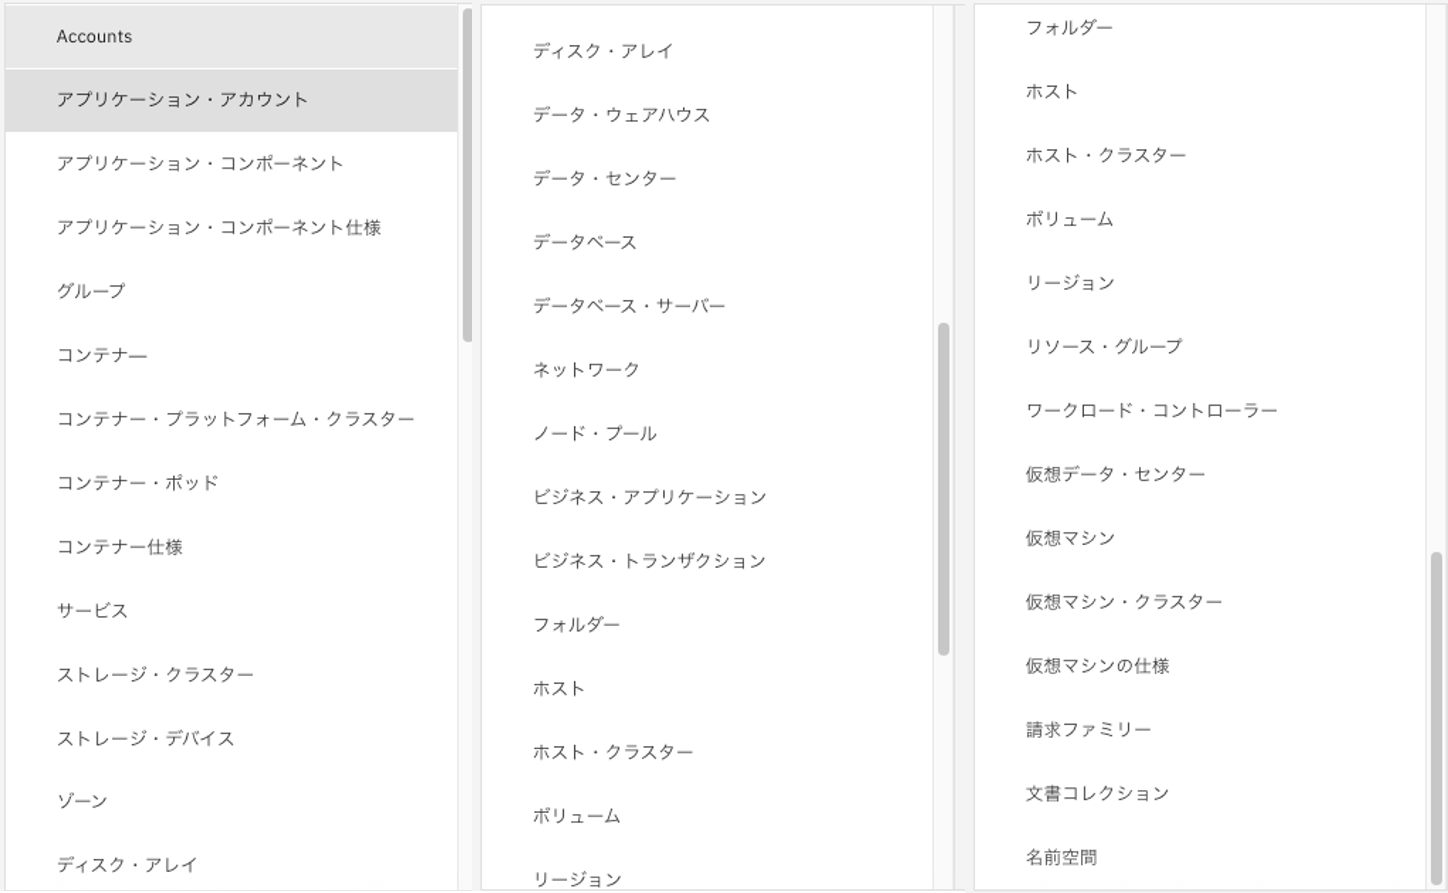 Accounts
アプリケーション・アカウント
アプリケーション・コンポーネント
アプリケーション・コンポーネント仕様
グループ
コンテナー
コンテナー・プラットフォーム・クラスター
コンテナー・ポッド
コンテナー仕様
サービス
ストレージ・クラスター
ストレージ・デバイス
ゾーン
ディスク・アレイ
ディスク・アレイ
データ・ウェアハウス
データ・センター
データベース
データベース・サーバー
ネットワーク
ノード・プール
ビジネス・アプリケーション
ビジネス・トランザクション
フォルダー
ホスト
ホスト・クラスター
ボリューム
リージョン
フォルダー
ホスト
ホスト・クラスター
ボリューム
リージョン
リソース・グループ
ワークロード・コントローラー
仮想データ・センター
仮想マシン
仮想マシン・クラスター
仮想マシンの仕様
請求ファミリー
文書コレクション
名前空間